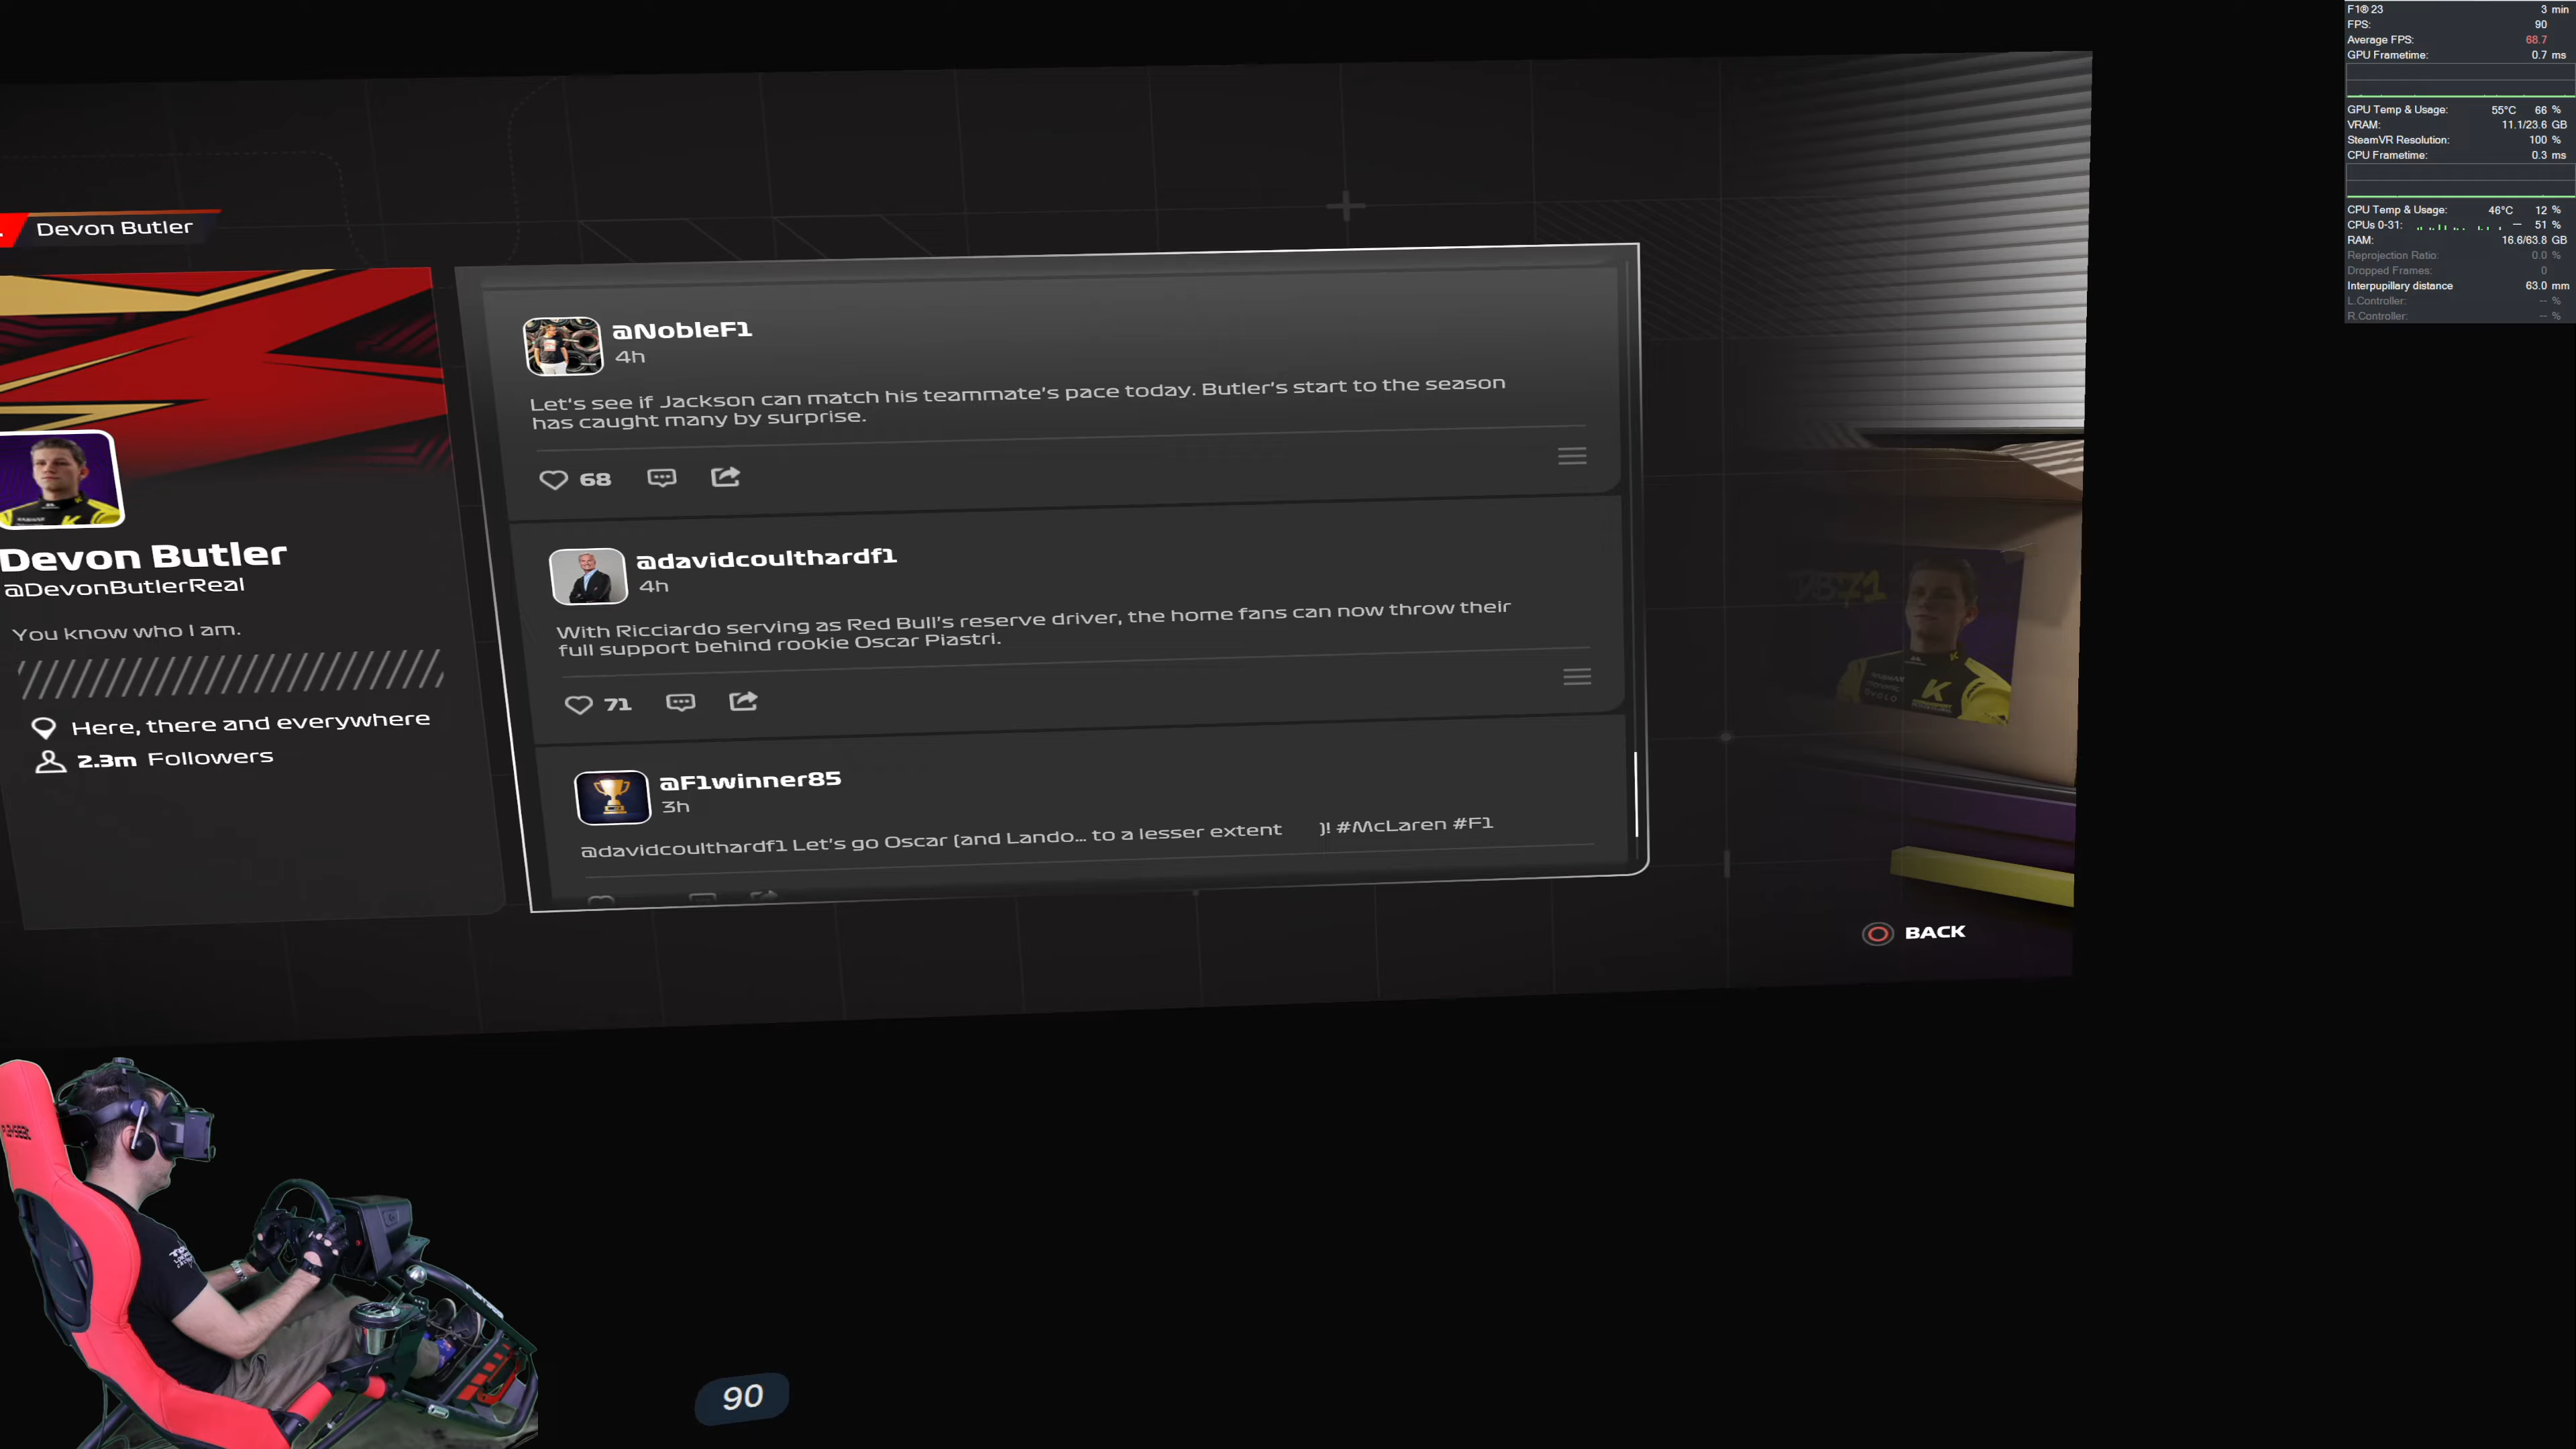 F1® 23 3 min
FPS: 90
Average FPS: 68.7
GPU Frametime: 0.7 ms
GPU Temp & Usage: 55°C 66 %
VRAM: 11.1/23.6 GB
SteamVR Resolution: 100 %
CPU Frametime: 0.3 ms
CPU Temp & Usage: 46°C 12 %
CPUs 0-31: 51 %
RAM: 16.6/63.8 GB
Reprojection Ratio: 0.0 %
Dropped Frames: 0
Interpupillary distance 63.0 mm
L.Controller: -- %
R.Controller: -- %
Devon Butler
Devon Butler
@DevonButlerReal
You know who I am.
Here, there and everywhere
2.3m Followers
@NobleF1
4h
Let's see if Jackson can match his teammate's pace today. Butler's start to the season
has caught many by surprise.
68
@davidcoulthardf1
4h
With Ricciardo serving as Red Bull's reserve driver, the home fans can now throw their
full support behind rookie Oscar Piastri.
71
@F1winner85
3h
@davidcoulthardf1 Let's go Oscar (and Lando... to a lesser extent )! #McLaren #F1
DB71
K
BACK
90